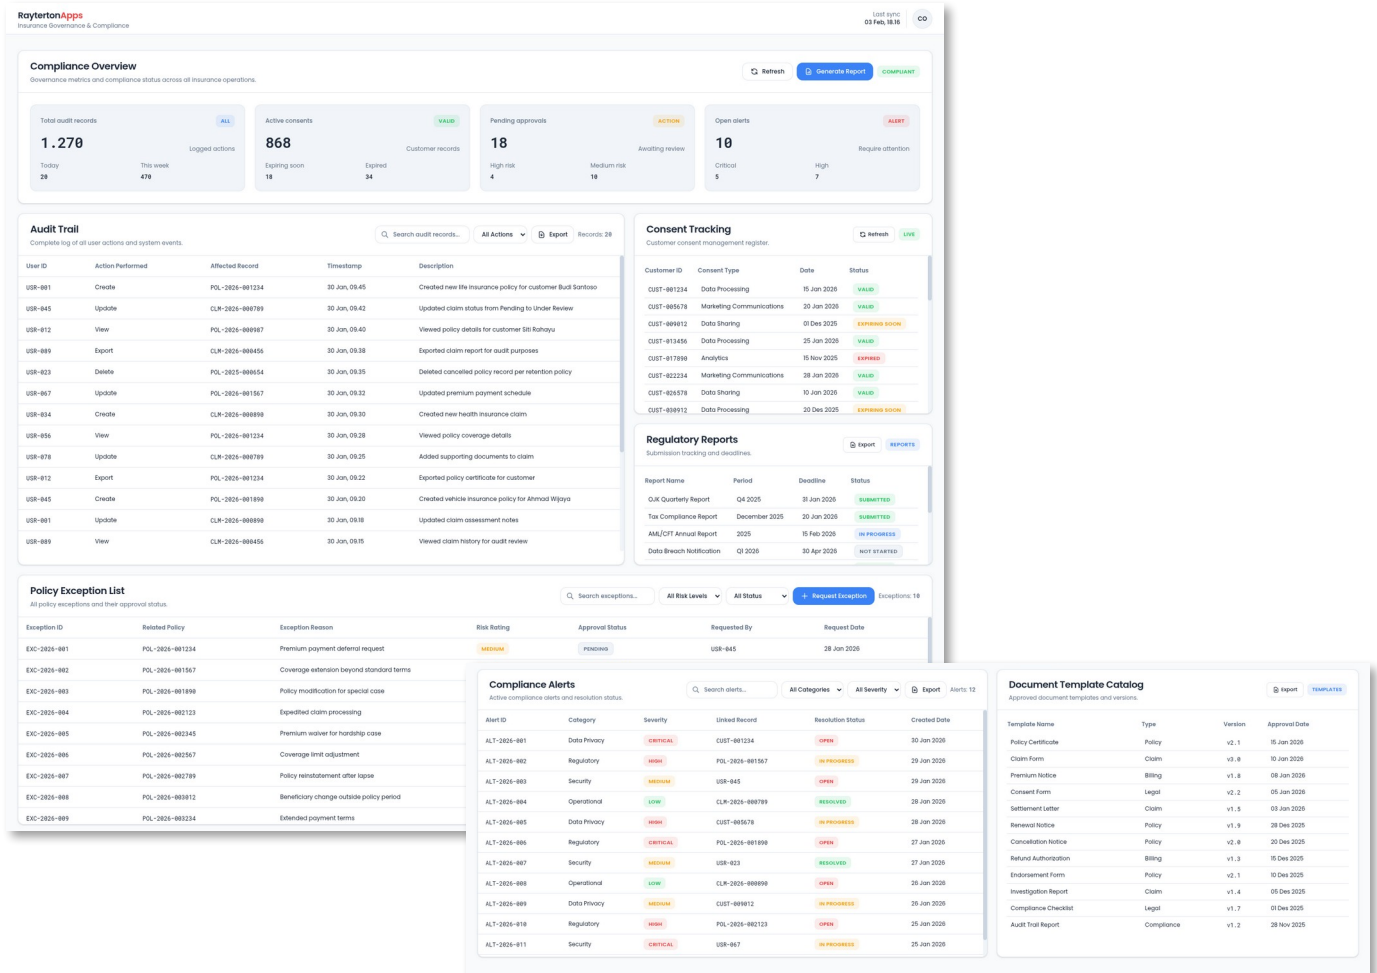 RaytertonApps
Insurance Governance & Compliance
Last sync
03 Feb, 18.16
CO
Compliance Overview
Governance metrics and compliance status across all insurance operations.
Refresh
Generate Report
COMPLIANT
Total audit records
ALL
1.270
Logged actions
Today
This week
20
470
Active consents
VALID
868
Customer records
Expiring soon
Expired
18
34
Pending approvals
ACTION
18
Awaiting review
High risk
Medium risk
4
10
Open alerts
ALERT
10
Require attention
Critical
High
5
7
Audit Trail
Complete log of all user actions and system events.
Search audit records...
All Actions
Export
Records: 20
User ID Action Performed Affected Record Timestamp Description
USR-001 Create POL-2026-001234 30 Jan, 09.45 Created new life insurance policy for customer Budi Santoso
USR-045 Update CLM-2026-000789 30 Jan, 09.42 Updated claim status from Pending to Under Review
USR-012 View POL-2026-000987 30 Jan, 09.40 Viewed policy details for customer Siti Rahayu
USR-089 Export CLM-2026-000456 30 Jan, 09.38 Exported claim report for audit purposes
USR-023 Delete POL-2025-000654 30 Jan, 09.35 Deleted cancelled policy record per retention policy
USR-067 Update POL-2026-001567 30 Jan, 09.32 Updated premium payment schedule
USR-034 Create CLM-2026-000890 30 Jan, 09.30 Created new health insurance claim
USR-056 View POL-2026-001234 30 Jan, 09.28 Viewed policy coverage details
USR-078 Update CLM-2026-000789 30 Jan, 09.25 Added supporting documents to claim
USR-012 Export POL-2026-001234 30 Jan, 09.22 Exported policy certificate for customer
USR-045 Create POL-2026-001890 30 Jan, 09.20 Created vehicle insurance policy for Ahmad Wijaya
USR-001 Update CLM-2026-000890 30 Jan, 09.18 Updated claim assessment notes
USR-089 View CLM-2026-000456 30 Jan, 09.15 Viewed claim history for audit review
Consent Tracking
Customer consent management register.
Refresh
LIVE
Customer ID Consent Type Date Status
CUST-001234 Data Processing 15 Jan 2026 VALID
CUST-005678 Marketing Communications 20 Jan 2026 VALID
CUST-009012 Data Sharing 01 Des 2025 EXPIRING SOON
CUST-013456 Data Processing 25 Jan 2026 VALID
CUST-017890 Analytics 15 Nov 2025 EXPIRED
CUST-022234 Marketing Communications 28 Jan 2026 VALID
CUST-026578 Data Sharing 10 Jan 2026 VALID
CUST-030912 Data Processing 20 Des 2025 EXPIRING SOON
Regulatory Reports
Submission tracking and deadlines.
Export
REPORTS
Report Name Period Deadline Status
OJK Quarterly Report Q4 2025 31 Jan 2026 SUBMITTED
Tax Compliance Report December 2025 20 Jan 2026 SUBMITTED
AML/CFT Annual Report 2025 15 Feb 2026 IN PROGRESS
Data Breach Notification Q1 2026 30 Apr 2026 NOT STARTED
Policy Exception List
All policy exceptions and their approval status.
Search exceptions...
All Risk Levels
All Status
+ Request Exception
Exceptions: 10
Exception ID Related Policy Exception Reason Risk Rating Approval Status Requested By Request Date
EXC-2026-001 POL-2026-001234 Premium payment deferral request MEDIUM PENDING USR-045 28 Jan 2026
EXC-2026-002 POL-2026-001567 Coverage extension beyond standard terms
EXC-2026-003 POL-2026-001890 Policy modification for special case
EXC-2026-004 POL-2026-002123 Expedited claim processing
EXC-2026-005 POL-2026-002345 Premium waiver for hardship case
EXC-2026-006 POL-2026-002567 Coverage limit adjustment
EXC-2026-007 POL-2026-002789 Policy reinstatement after lapse
EXC-2026-008 POL-2026-003012 Beneficiary change outside policy period
EXC-2026-009 POL-2026-003234 Extended payment terms
Compliance Alerts
Active compliance alerts and resolution status.
Search alerts...
All Categories
All Severity
Export
Alerts: 12
Alert ID Category Severity Linked Record Resolution Status Created Date
ALT-2026-001 Data Privacy CRITICAL CUST-001234 OPEN 30 Jan 2026
ALT-2026-002 Regulatory HIGH POL-2026-001567 IN PROGRESS 29 Jan 2026
ALT-2026-003 Security MEDIUM USR-045 OPEN 29 Jan 2026
ALT-2026-004 Operational LOW CLM-2026-000789 RESOLVED 28 Jan 2026
ALT-2026-005 Data Privacy HIGH CUST-005678 IN PROGRESS 28 Jan 2026
ALT-2026-006 Regulatory CRITICAL POL-2026-001890 OPEN 27 Jan 2026
ALT-2026-007 Security MEDIUM USR-023 RESOLVED 27 Jan 2026
ALT-2026-008 Operational LOW CLM-2026-000890 OPEN 26 Jan 2026
ALT-2026-009 Data Privacy MEDIUM CUST-009012 IN PROGRESS 26 Jan 2026
ALT-2026-010 Regulatory HIGH POL-2026-002123 OPEN 25 Jan 2026
ALT-2026-011 Security CRITICAL USR-067 IN PROGRESS 25 Jan 2026
Document Template Catalog
Approved document templates and versions.
Export
TEMPLATES
Template Name Type Version Approval Date
Policy Certificate Policy v2.1 15 Jan 2026
Claim Form Claim v3.0 10 Jan 2026
Premium Notice Billing v1.8 08 Jan 2026
Consent Form Legal v2.2 05 Jan 2026
Settlement Letter Claim v1.5 03 Jan 2026
Renewal Notice Policy v1.9 28 Des 2025
Cancellation Notice Policy v2.0 20 Des 2025
Refund Authorization Billing v1.3 15 Des 2025
Endorsement Form Policy v2.1 10 Des 2025
Investigation Report Claim v1.4 05 Des 2025
Compliance Checklist Legal v1.7 01 Des 2025
Audit Trail Report Compliance v1.2 28 Nov 2025